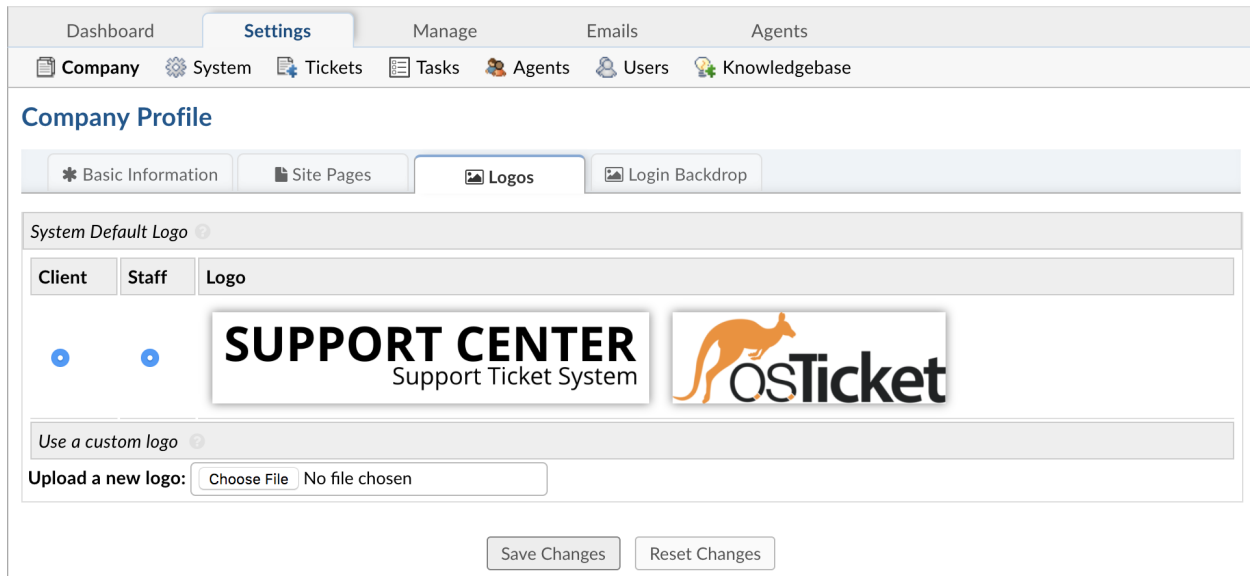 Dashboard Settings Manage Emails Agents
Company System Tickets Tasks Agents Users Knowledgebase
Company Profile
Basic Information Site Pages Logos Login Backdrop
System Default Logo ?
Client Staff Logo
SUPPORT CENTER
Support Ticket System
osTicket
Use a custom logo ?
Upload a new logo: Choose File No file chosen
Save Changes Reset Changes